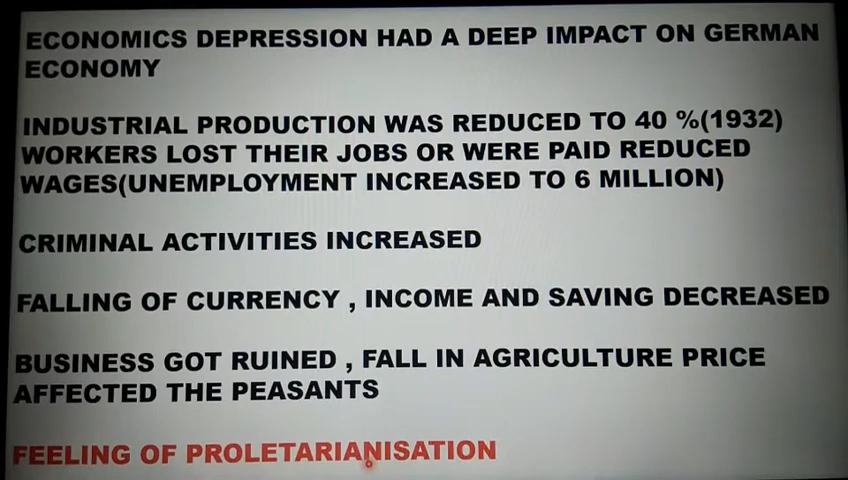 ECONOMICS DEPRESSION HAD A DEEP IMPACT ON GERMAN
ECONOMY
INDUSTRIAL PRODUCTION WAS REDUCED TO 40 %(1932)
WORKERS LOST THEIR JOBS OR WERE PAID REDUCED
WAGES(UNEMPLOYMENT INCREASED TO 6 MILLION)
CRIMINAL ACTIVITIES INCREASED
FALLING OF CURRENCY , INCOME AND SAVING DECREASED
BUSINESS GOT RUINED , FALL IN AGRICULTURE PRICE
AFFECTED THE PEASANTS
FEELING OF PROLETARIANISATION